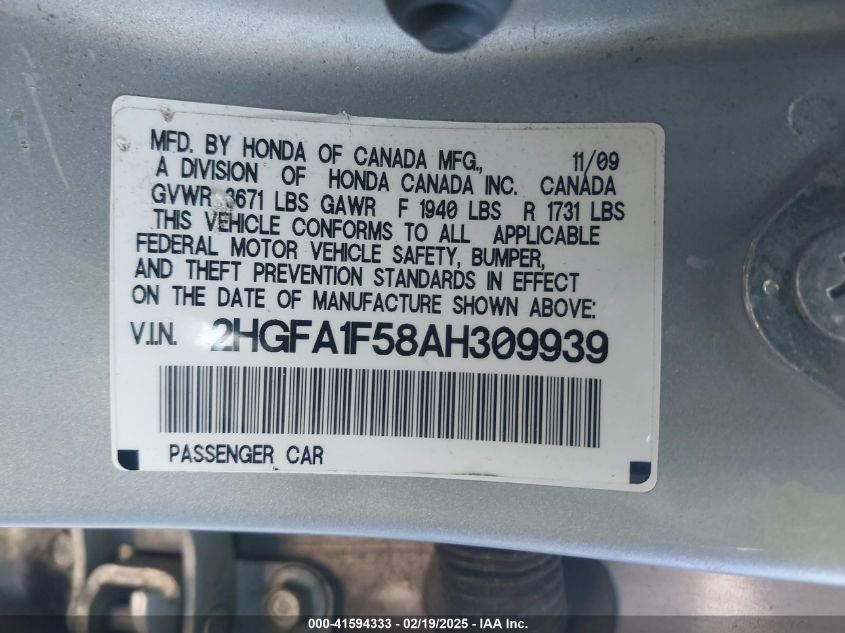 MFD. BY HONDA OF CANADA MFG., 11/09
A DIVISION OF HONDA CANADA INC. CANADA
GVWR 3671 LBS GAWR F 1940 LBS R 1731 LBS
THIS VEHICLE CONFORMS TO ALL APPLICABLE
FEDERAL MOTOR VEHICLE SAFETY, BUMPER,
AND THEFT PREVENTION STANDARDS IN EFFECT
ON THE DATE OF MANUFACTURE SHOWN ABOVE:
V.I.N. 2HGFA1F58AH309939
PASSENGER CAR
000-41594333 - 02/19/2025 - IAA Inc.